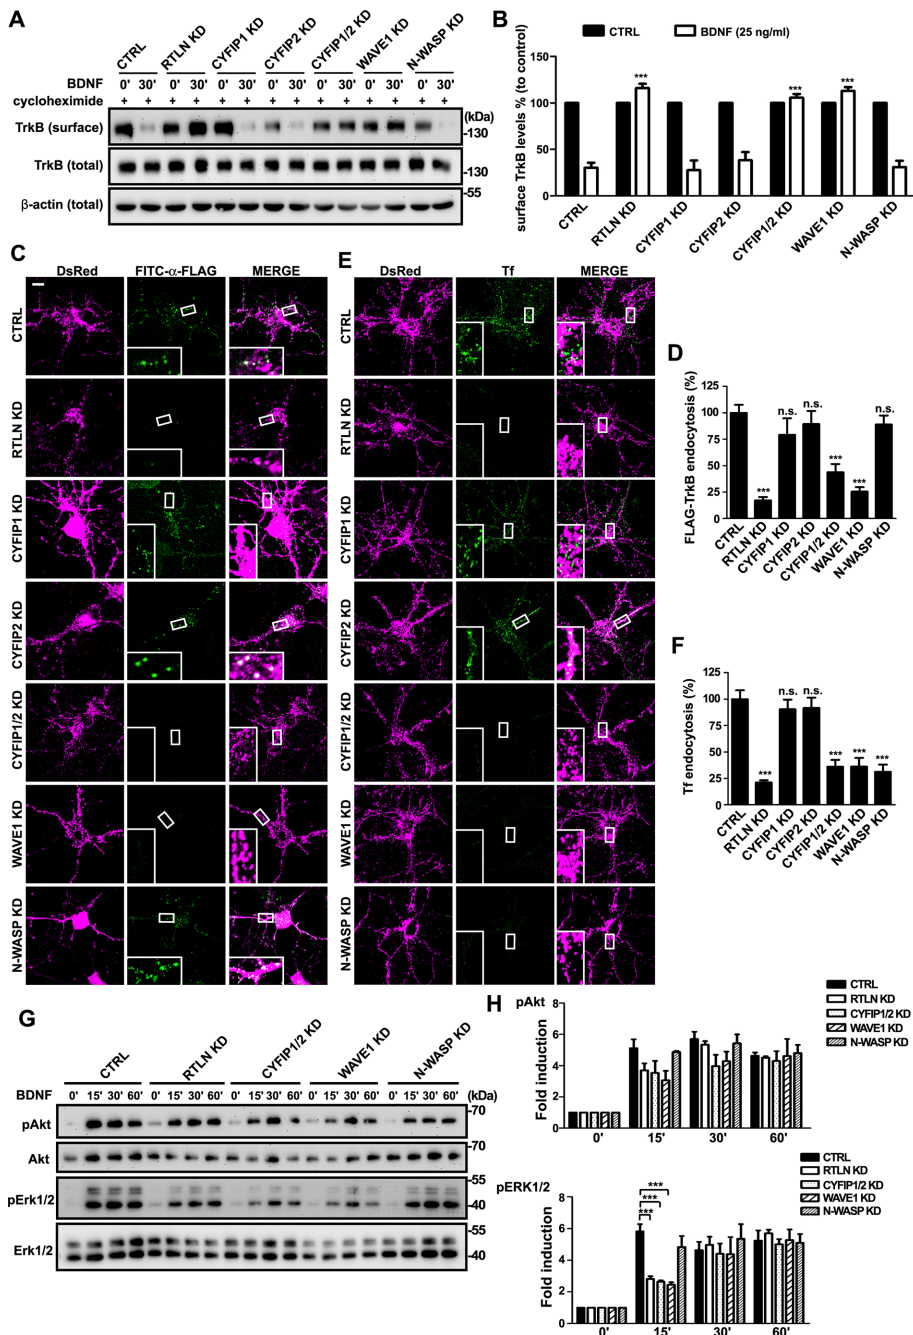 A
CTRL
RTLN KD
CYFIP1 KD
CYFIP2 KD
CYFIP1/2 KD
WAVE1 KD
N-WASP KD
BDNF 0' 30' 0' 30' 0' 30' 0' 30' 0' 30' 0' 30' 0' 30'
cycloheximide + + + + + + + + + + + + + +
(kDa)
TrkB (surface) -130
TrkB (total) -130
-55
β-actin (total)
B
CTRL
BDNF (25 ng/ml)
surface TrkB levels % (to control)
150
100
50
0
*** *** ***
CTRL
RTLN KD
CYFIP1 KD
CYFIP2 KD
CYFIP1/2 KD
WAVE1 KD
N-WASP KD
C
DsRed FITC-α-FLAG MERGE
CTRL
RTLN KD
CYFIP1 KD
CYFIP2 KD
CYFIP1/2 KD
WAVE1 KD
N-WASP KD
E
DsRed Tf MERGE
CTRL
RTLN KD
CYFIP1 KD
CYFIP2 KD
CYFIP1/2 KD
WAVE1 KD
N-WASP KD
D
FLAG-TrkB endocytosis (%)
125
100
75
50
25
0
*** n.s. n.s. *** *** n.s.
CTRL
RTLN KD
CYFIP1 KD
CYFIP2 KD
CYFIP1/2 KD
WAVE1 KD
N-WASP KD
F
Tf endocytosis (%)
125
100
75
50
25
0
*** n.s. n.s. *** *** ***
CTRL
RTLN KD
CYFIP1 KD
CYFIP2 KD
CYFIP1/2 KD
WAVE1 KD
N-WASP KD
G
CTRL
RTLN KD
CYFIP1/2 KD
WAVE1 KD
N-WASP KD
BDNF 0' 15' 30' 60' 0' 15' 30' 60' 0' 15' 30' 60' 0' 15' 30' 60' 0' 15' 30' 60' (kDa)
-70
pAkt
-70
Akt
-55
pErk1/2
-40
-55
Erk1/2
-40
H
pAkt
CTRL
RTLN KD
CYFIP1/2 KD
WAVE1 KD
N-WASP KD
Fold induction
8
6
4
2
0
0' 15' 30' 60'
pERK1/2
CTRL
RTLN KD
CYFIP1/2 KD
WAVE1 KD
N-WASP KD
Fold induction
8
6
4
2
0
***
***
***
0' 15' 30' 60'